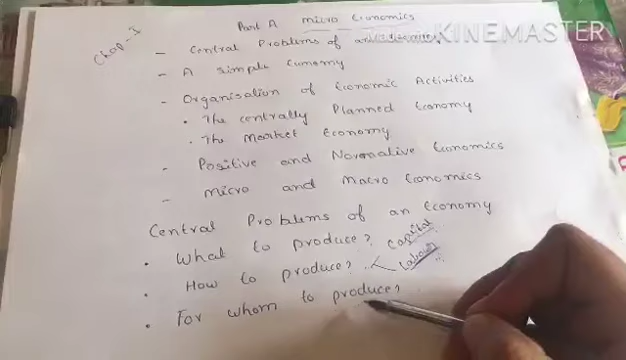 Chap - I
Part A Micro Economics
KINEMASTER
- Central Problems of an
- A simple Economy
- Organisation of Economic Activities
• The Centrally Planned Economy
• The Market Economy
- Positive and Normative Economics
- Micro and Macro Economics
Central Problems of an Economy
• What to produce?
• How to produce? < Capital
Labour
• For whom to produce?